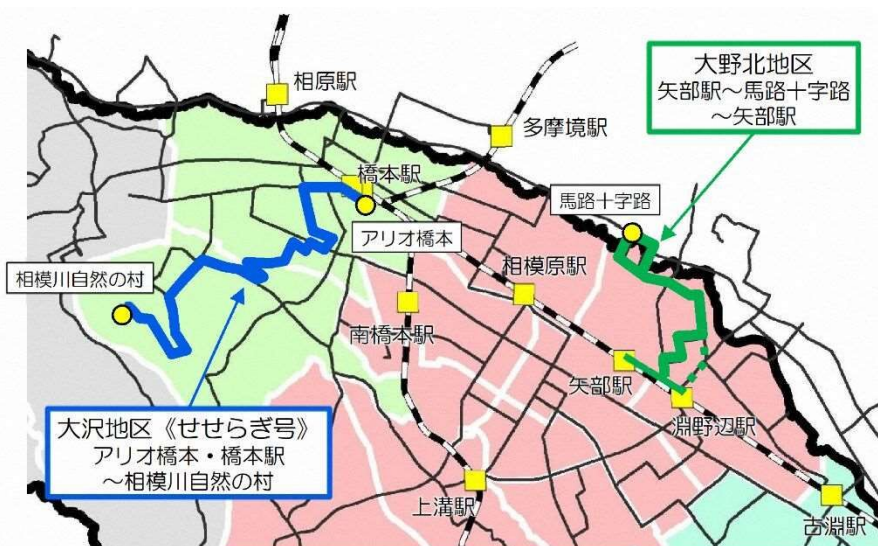 相原駅
大野北地区
矢部駅~馬路十字路
~矢部駅
多摩境駅
橋本駅
馬路十字路
アリオ橋本
相模川自然の村
相模原駅
南橋本駅
矢部駅
淵野辺駅
大沢地区《せせらぎ号》
アリオ橋本・橋本駅
~相模川自然の村
上溝駅
古淵駅